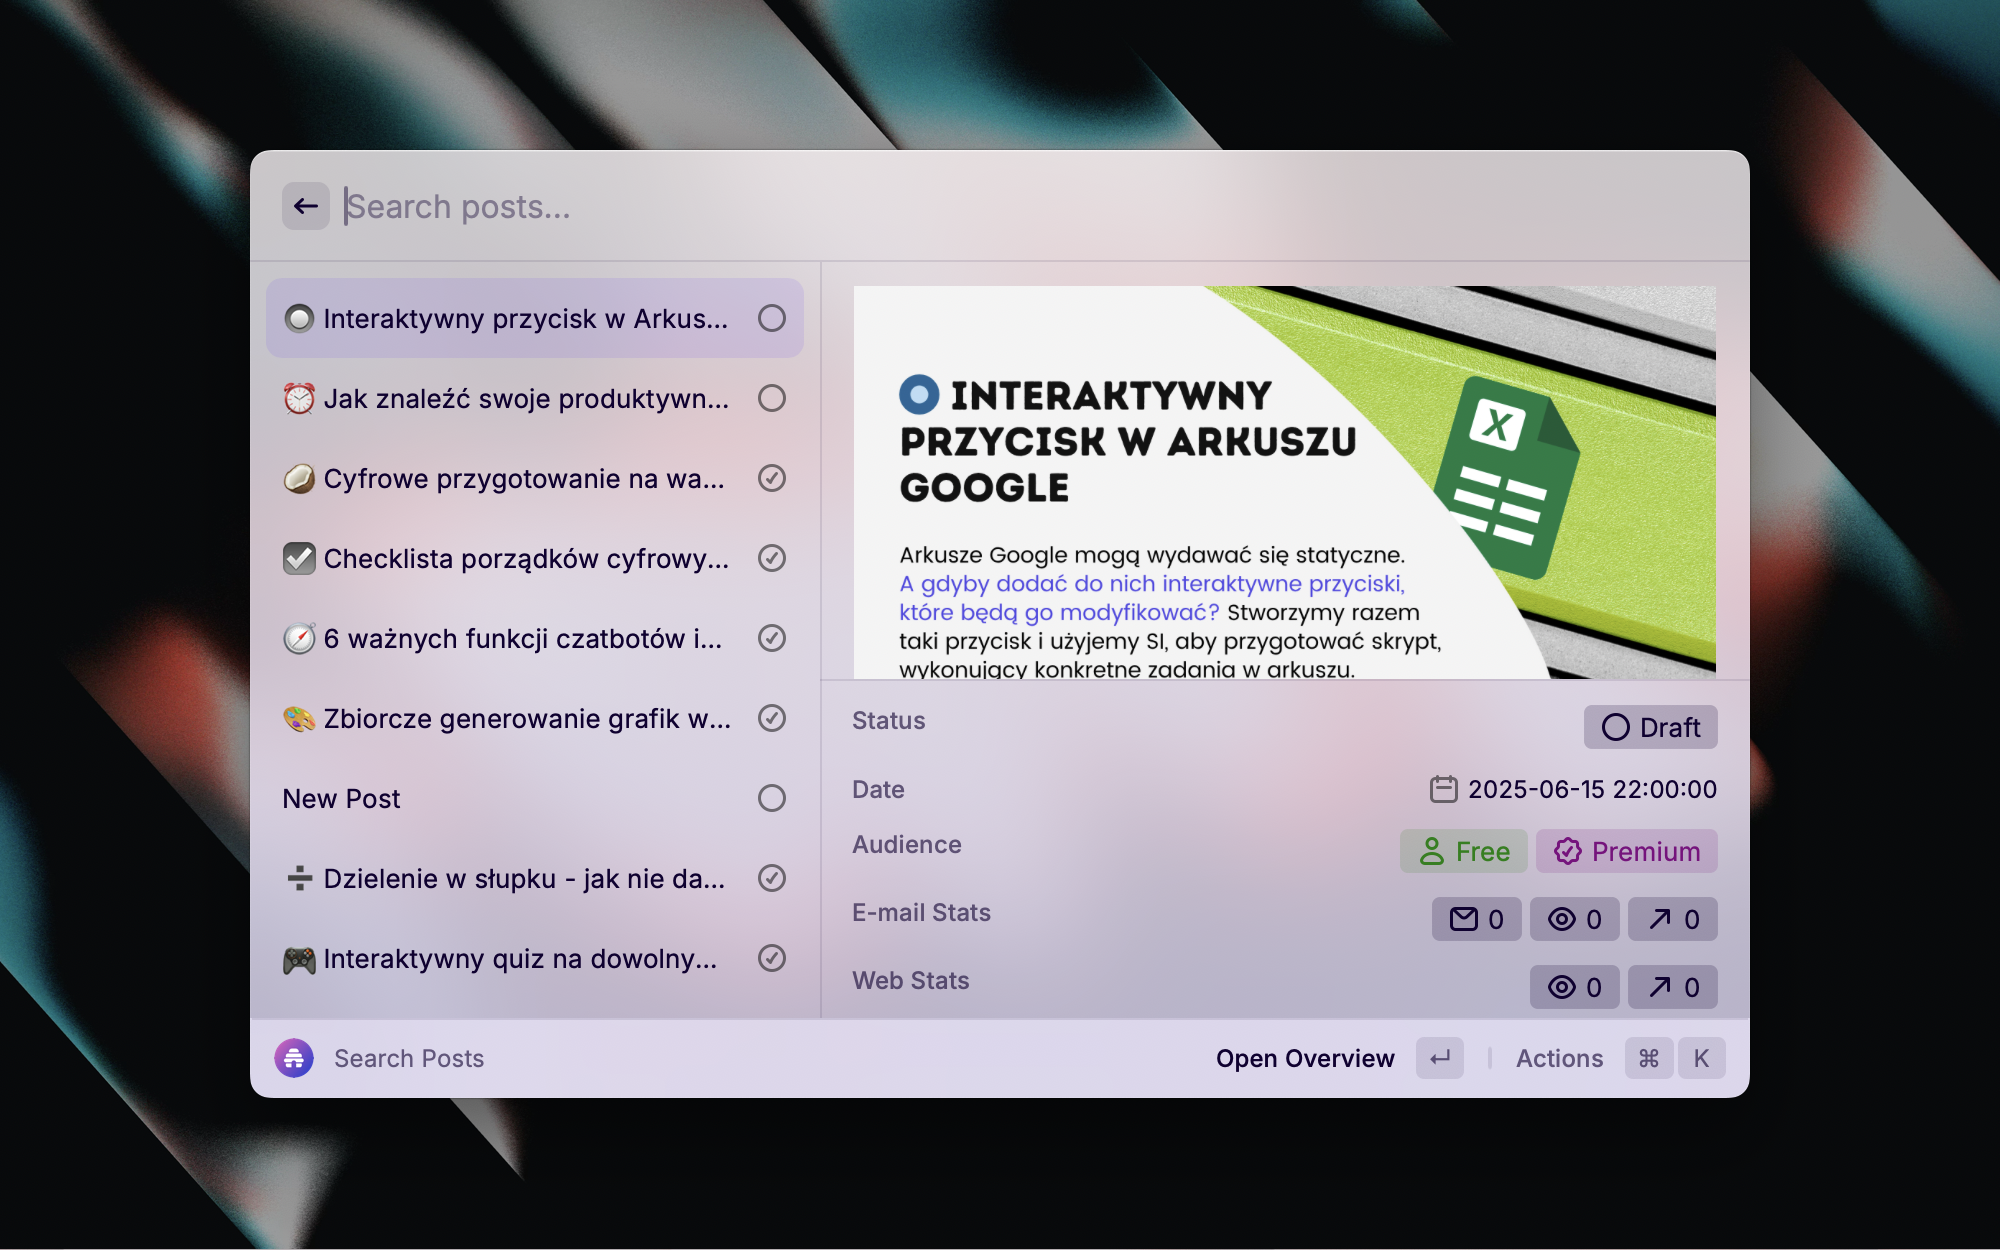 Search posts...
Interaktywny przycisk w Arkus...
Jak znaleźć swoje produktywn...
Cyfrowe przygotowanie na wa...
Checklista porządków cyfrowy...
6 ważnych funkcji czatbotów i...
Zbiorcze generowanie grafik w...
New Post
Dzielenie w słupku - jak nie da...
Interaktywny quiz na dowolny...
INTERAKTYWNY
PRZYCISK W ARKUSZU
GOOGLE
X
Arkusze Google mogą wydawać się statyczne.
A gdyby dodać do nich interaktywne przyciski,
które będą go modyfikować? Stworzymy razem
taki przycisk i użyjemy SI, aby przygotować skrypt,
wykonujący konkretne zadania w arkuszu.
Status Draft
Date 2025-06-15 22:00:00
Audience Free Premium
E-mail Stats 0 0 0
Web Stats 0 0
Search Posts Open Overview ↵ Actions ⌘ K